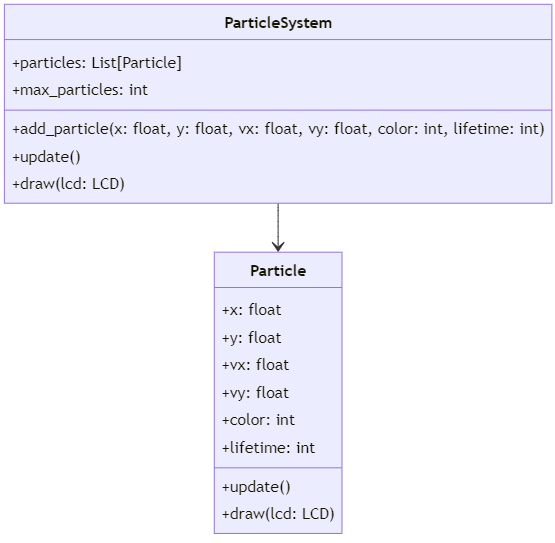 ParticleSystem
+particles: List[Particle]
+max_particles: int
+add_particle(x: float, y: float, vx: float, vy: float, color: int, lifetime: int)
+update()
+draw(lcd: LCD)
Particle
+x: float
+y: float
+vx: float
+vy: float
+color: int
+lifetime: int
+update()
+draw(lcd: LCD)